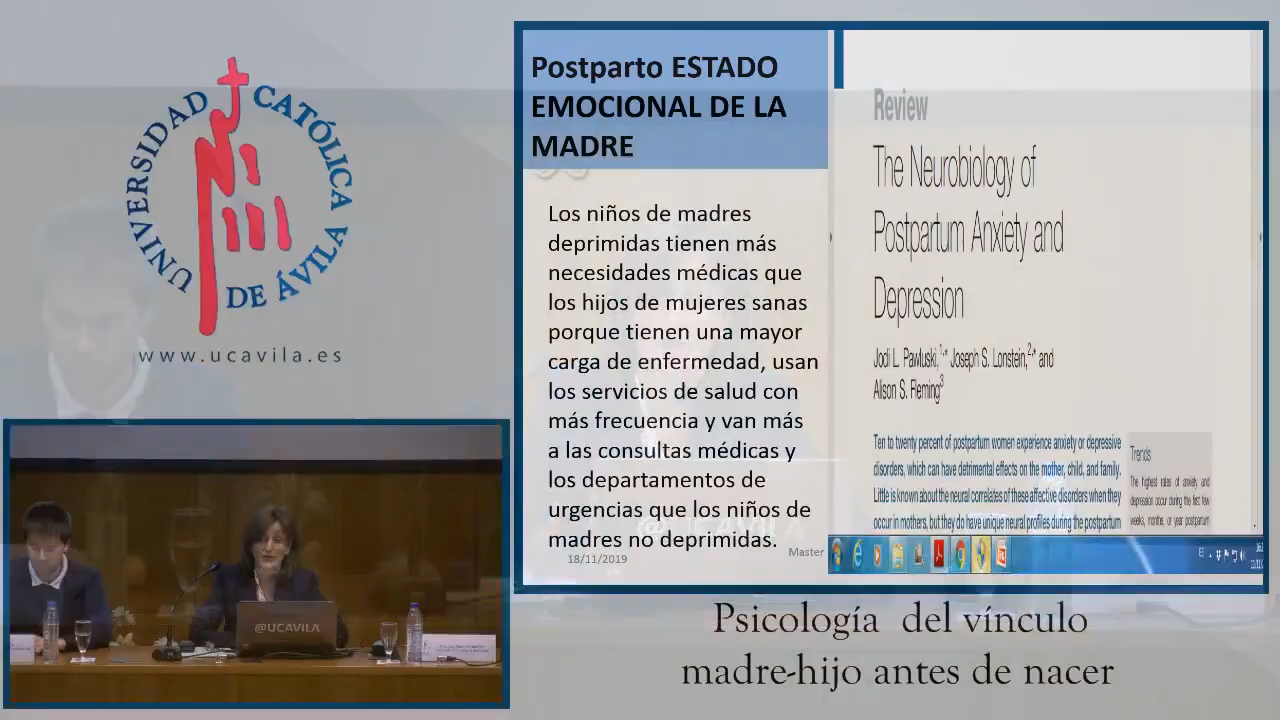 UNIVERSIDAD CATÓLICA DE ÁVILA
www.ucavila.es
Postparto ESTADO
EMOCIONAL DE LA
MADRE
Los niños de madres
deprimidas tienen más
necesidades médicas que
los hijos de mujeres sanas
porque tienen una mayor
carga de enfermedad, usan
los servicios de salud con
más frecuencia y van más
a las consultas médicas y
los departamentos de
urgencias que los niños de
madres no deprimidas.
18/11/2019
Master
Review
The Neurobiology of
Postpartum Anxiety and
Depression
Jodi L. Pawluski,1,* Joseph S. Lonstein,2,* and
Alison S. Fleming3
Ten to twenty percent of postpartum women experience anxiety or depressive
disorders, which can have detrimental effects on the mother, child, and family.
Little is known about the neural correlates of these affective disorders when they
occur in mothers, but they do have unique neural profiles during the postpartum
Trends
The highest rates of anxiety and
depression occur during the first few
weeks, months, or year postpartum
@UCAVILA
@UCAVILA
Psicología del vínculo
madre-hijo antes de nacer